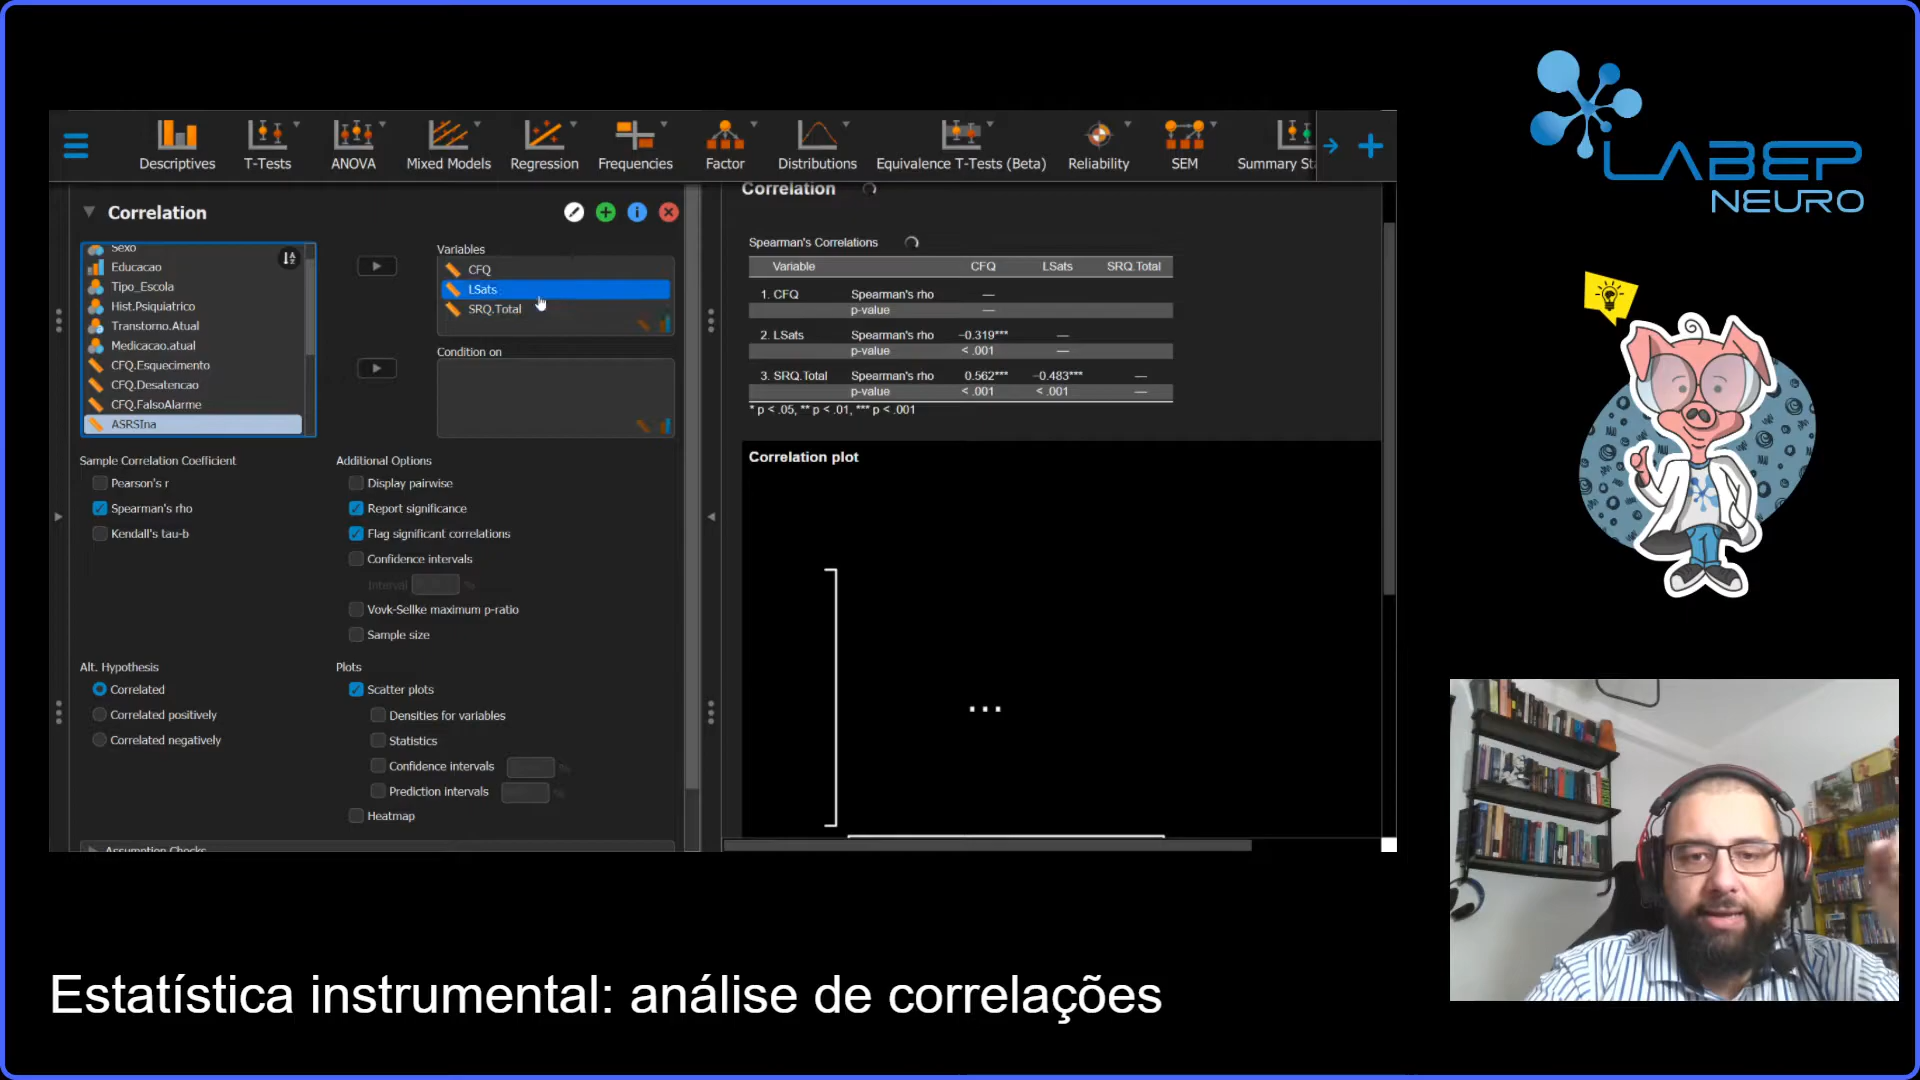 LABEP
NEURO
Descriptives
T-Tests
ANOVA
Mixed Models
Regression
Frequencies
Factor
Distributions
Equivalence T-Tests (Beta)
Reliability
SEM
Summary Sta
Correlation
Sexo
Educacao
Tipo_Escola
Hist.Psiquiatrico
Transtorno.Atual
Medicacao.atual
CFQ.Esquecimento
CFQ.Desatencao
CFQ.FalsoAlarme
ASRSIna
Variables
CFQ
LSats
SRQ.Total
Condition on
Sample Correlation Coefficient
Pearson's r
Spearman's rho
Kendall's tau-b
Additional Options
Display pairwise
Report significance
Flag significant correlations
Confidence intervals
Interval %
Vovk-Sellke maximum p-ratio
Sample size
Alt. Hypothesis
Correlated
Correlated positively
Correlated negatively
Plots
Scatter plots
Densities for variables
Statistics
Confidence intervals %
Prediction intervals %
Heatmap
Assumption Checks
Correlation
Spearman's Correlations
Variable CFQ LSats SRQ.Total
1. CFQ Spearman's rho —
p-value —
2. LSats Spearman's rho −0.319*** —
p-value < .001 —
3. SRQ.Total Spearman's rho 0.562*** −0.483*** —
p-value < .001 < .001 —
* p < .05, ** p < .01, *** p < .001
Correlation plot
...
Estatística instrumental: análise de correlações